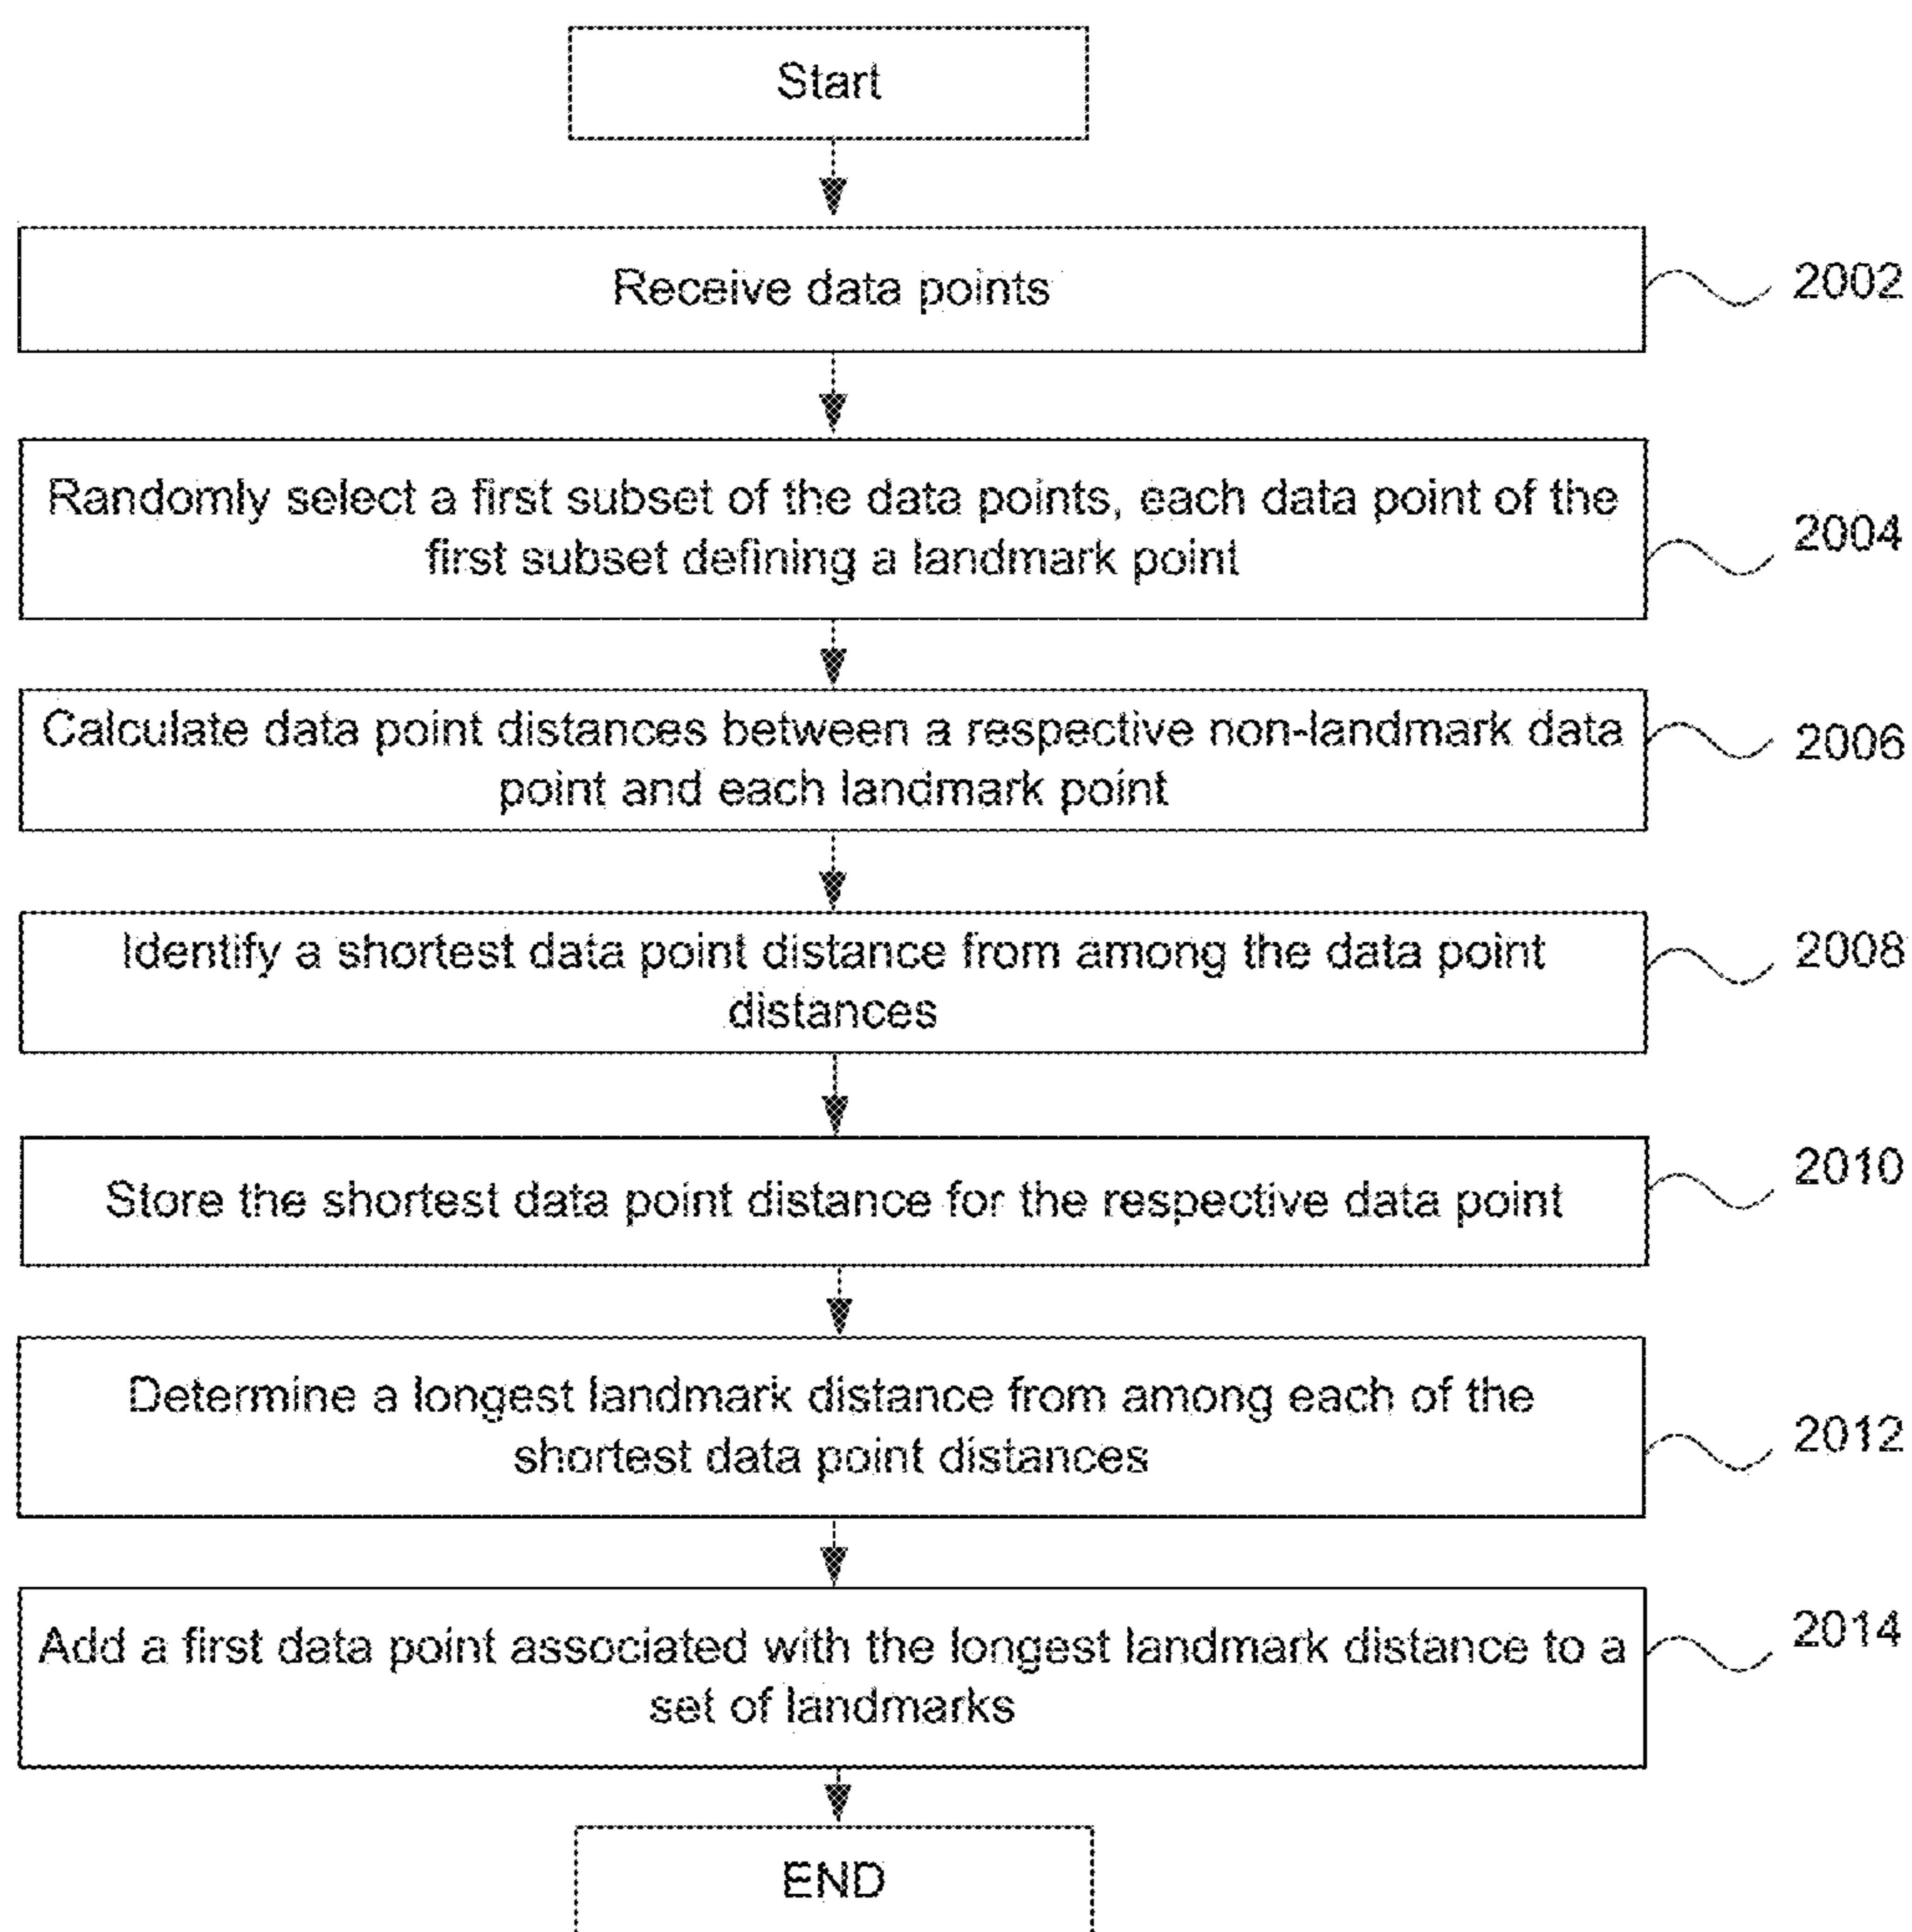 Start
Receive data points
2002
Randomly select a first subset of the data points, each data point of the
first subset defining a landmark point
2004
Calculate data point distances between a respective non-landmark data
point and each landmark point
2006
Identify a shortest data point distance from among the data point
distances
2008
Store the shortest data point distance for the respective data point
2010
Determine a longest landmark distance from among each of the
shortest data point distances
2012
Add a first data point associated with the longest landmark distance to a
set of landmarks
2014
END